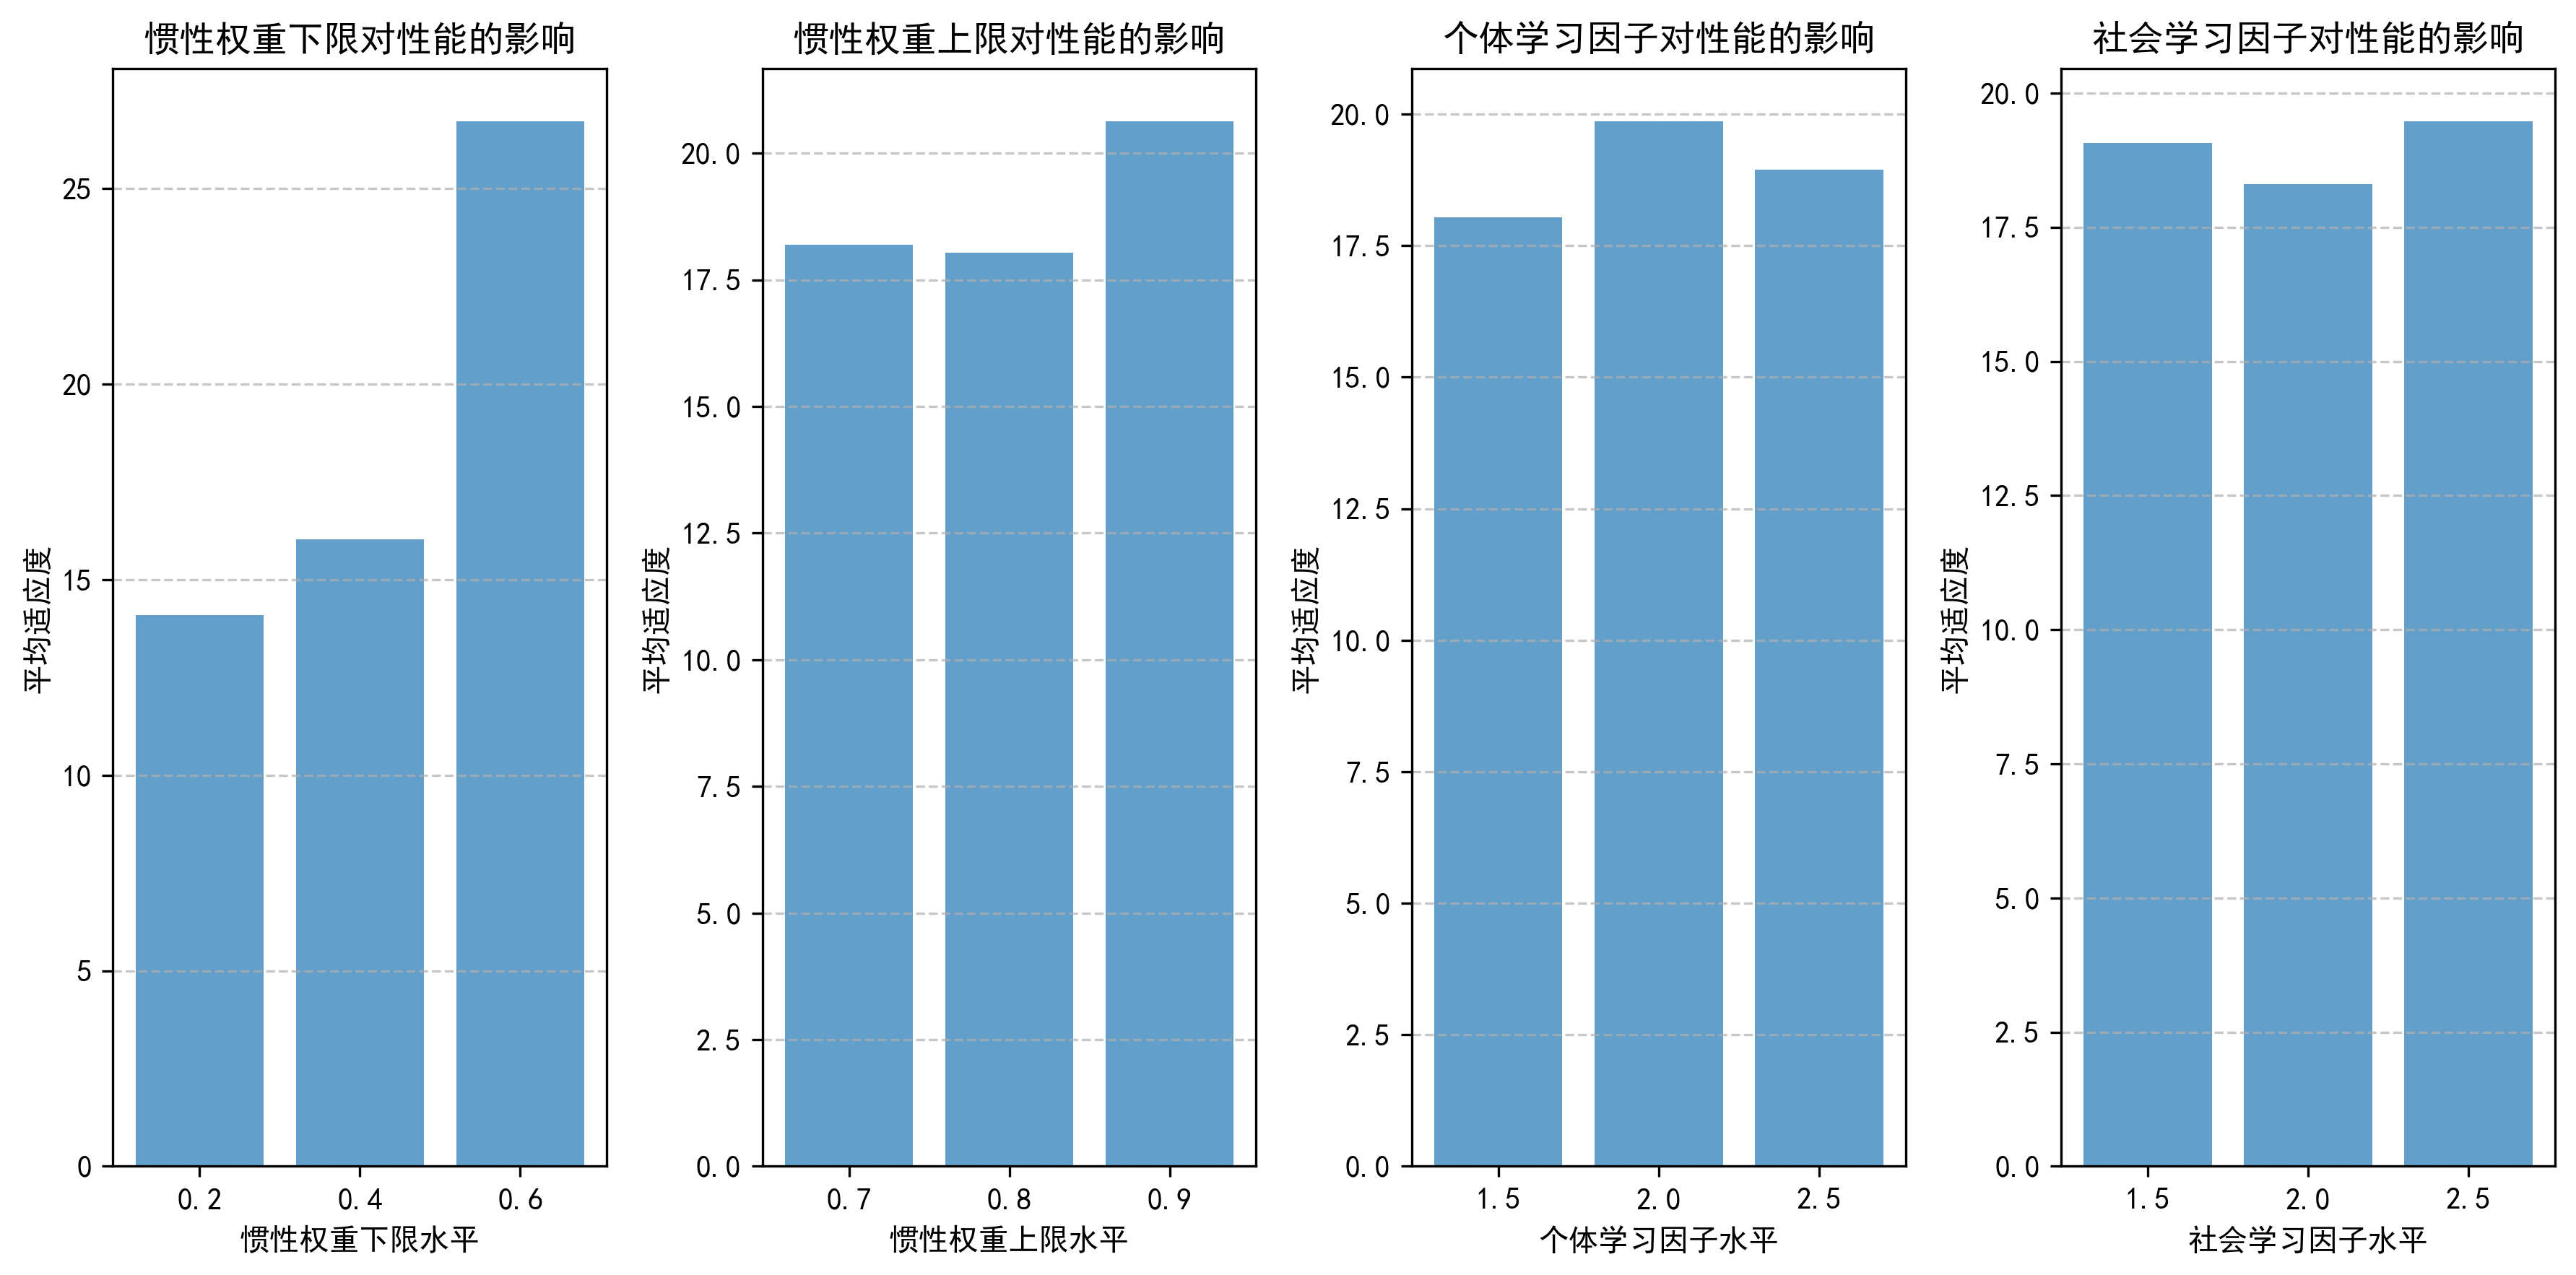 惯性权重下限对性能的影响
平均适应度
25
20
15
10
5
0
0.2 0.4 0.6
惯性权重下限水平
惯性权重上限对性能的影响
平均适应度
20.0
17.5
15.0
12.5
10.0
7.5
5.0
2.5
0.0
0.7 0.8 0.9
惯性权重上限水平
个体学习因子对性能的影响
平均适应度
20.0
17.5
15.0
12.5
10.0
7.5
5.0
2.5
0.0
1.5 2.0 2.5
个体学习因子水平
社会学习因子对性能的影响
平均适应度
20.0
17.5
15.0
12.5
10.0
7.5
5.0
2.5
0.0
1.5 2.0 2.5
社会学习因子水平